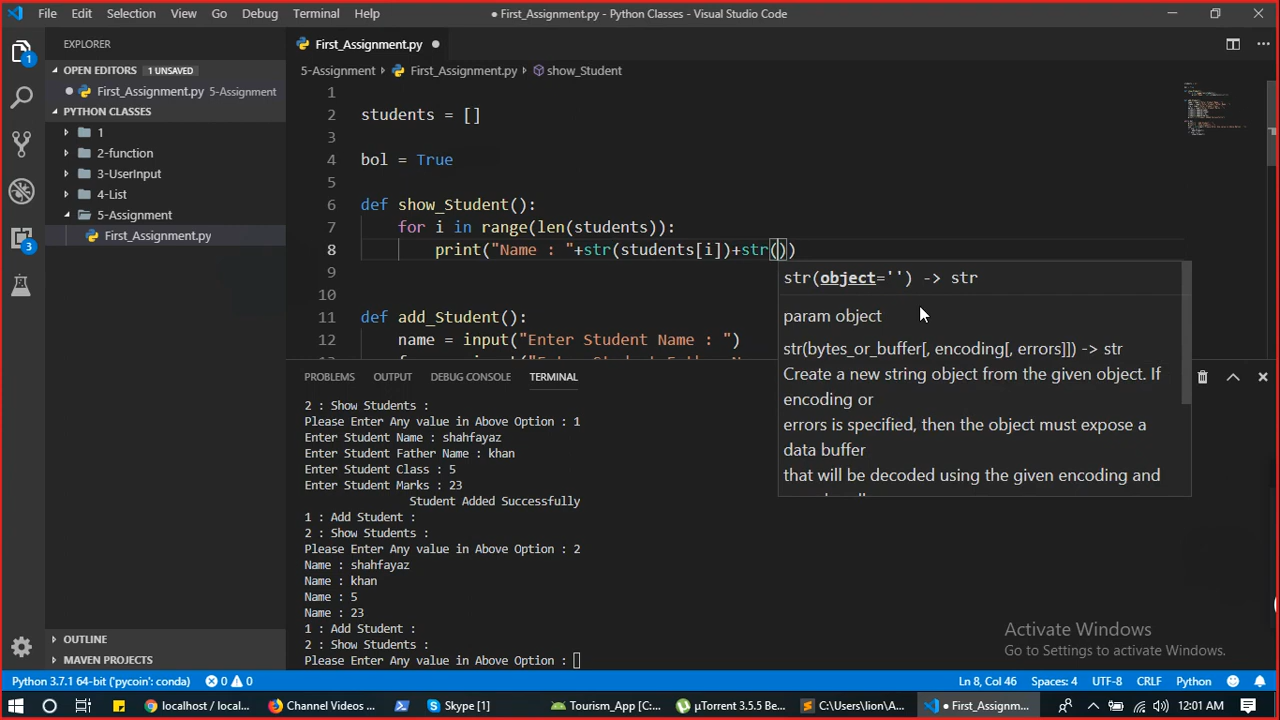 File Edit Selection View Go Debug Terminal Help
● First_Assignment.py - Python Classes - Visual Studio Code
EXPLORER
First_Assignment.py ●
OPEN EDITORS 1 UNSAVED
● First_Assignment.py 5-Assignment
PYTHON CLASSES
1
2-function
3-UserInput
4-List
5-Assignment
First_Assignment.py
OUTLINE
MAVEN PROJECTS
1
3
5-Assignment › First_Assignment.py › show_Student
1
2 students = []
3
4 bol = True
5
6 def show_Student():
7 for i in range(len(students)):
8 print("Name : "+str(students[i])+str())
9
10
11 def add_Student():
12 name = input("Enter Student Name : ")
str(object='') -> str
param object
str(bytes_or_buffer[, encoding[, errors]]) -> str
Create a new string object from the given object. If
encoding or
errors is specified, then the object must expose a
data buffer
that will be decoded using the given encoding and
PROBLEMS OUTPUT DEBUG CONSOLE TERMINAL
2 : Show Students :
Please Enter Any value in Above Option : 1
Enter Student Name : shahfayaz
Enter Student Father Name : khan
Enter Student Class : 5
Enter Student Marks : 23
Student Added Successfully
1 : Add Student :
2 : Show Students :
Please Enter Any value in Above Option : 2
Name : shahfayaz
Name : khan
Name : 5
Name : 23
1 : Add Student :
2 : Show Students :
Please Enter Any value in Above Option :
Activate Windows
Go to Settings to activate Windows.
Python 3.7.1 64-bit ('pycoin': conda) 0 0 Ln 8, Col 46 Spaces: 4 UTF-8 CRLF Python
localhost / local... Channel Videos ... Skype [1] Tourism_App [C:... µTorrent 3.5.5 Be... C:\Users\lion\A... ● First_Assignm... 12:01 AM